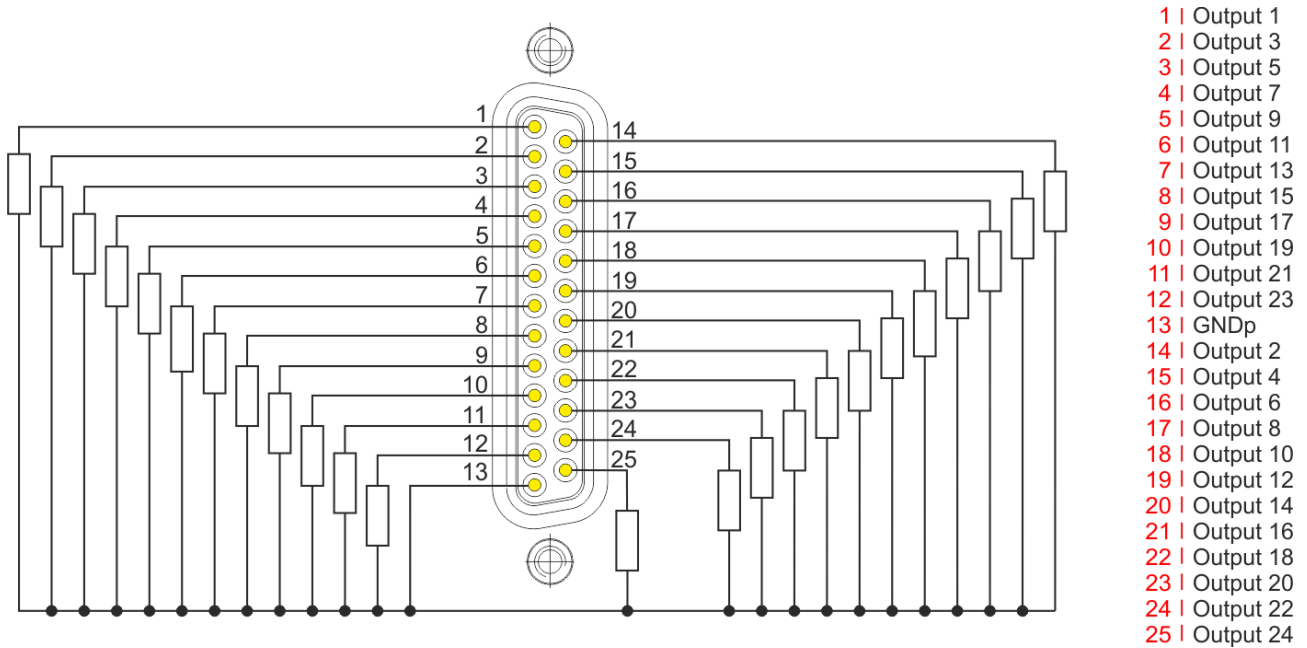 1
2
3
4
5
6
7
8
9
10
11
12
13
14
15
16
17
18
19
20
21
22
23
24
25
1 | Output 1
2 | Output 3
3 | Output 5
4 | Output 7
5 | Output 9
6 | Output 11
7 | Output 13
8 | Output 15
9 | Output 17
10 | Output 19
11 | Output 21
12 | Output 23
13 | GNDp
14 | Output 2
15 | Output 4
16 | Output 6
17 | Output 8
18 | Output 10
19 | Output 12
20 | Output 14
21 | Output 16
22 | Output 18
23 | Output 20
24 | Output 22
25 | Output 24